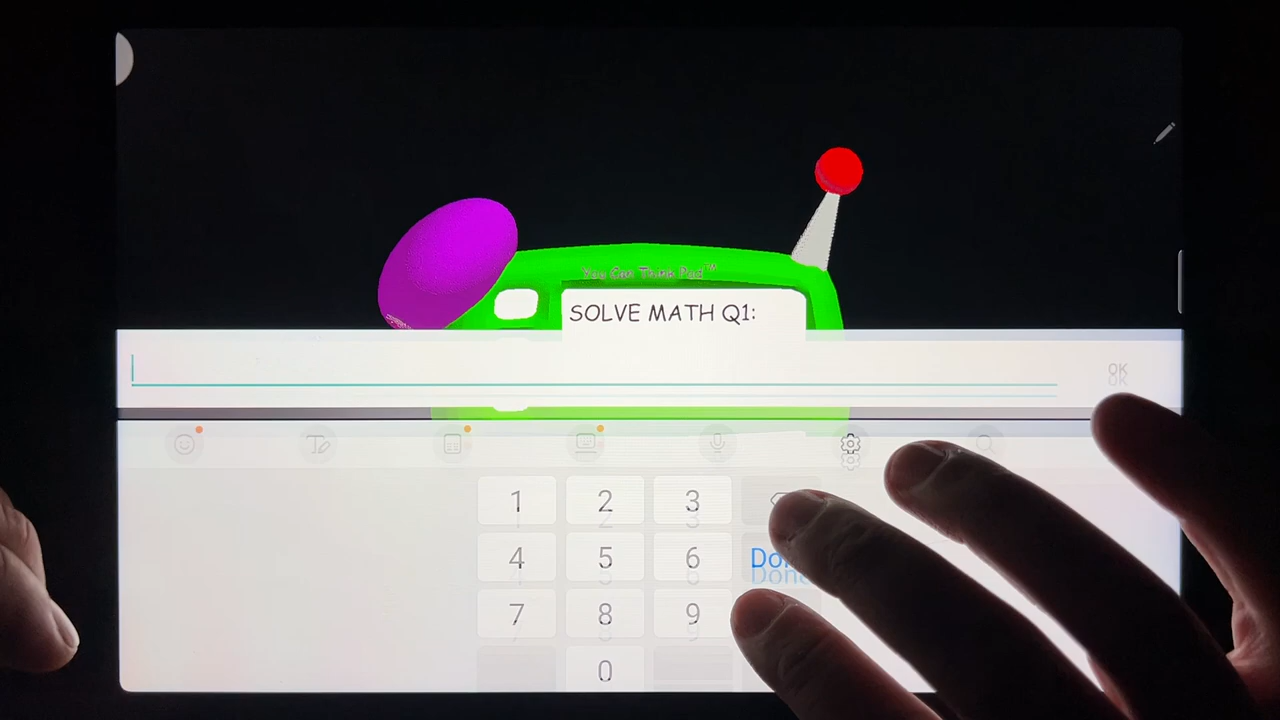 You Can Think Pad™
SOLVE MATH Q1:
OK
1 2 3
4 5 6
Done
7 8 9
0